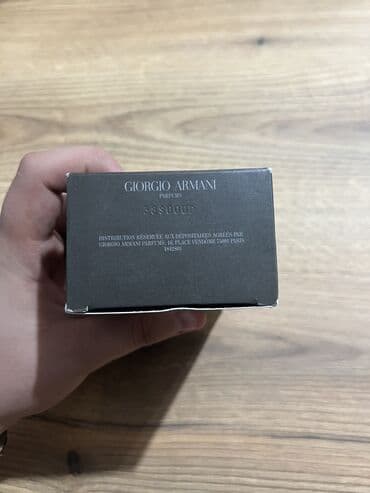 GIORGIO ARMANI
PARFUMS
DISTRIBUTION RÉSERVÉE AUX DÉPOSITAIRES AGRÉÉS PAR
GIORGIO ARMANI PARFUMS, 16, PLACE VENDÔME 75001 PARIS